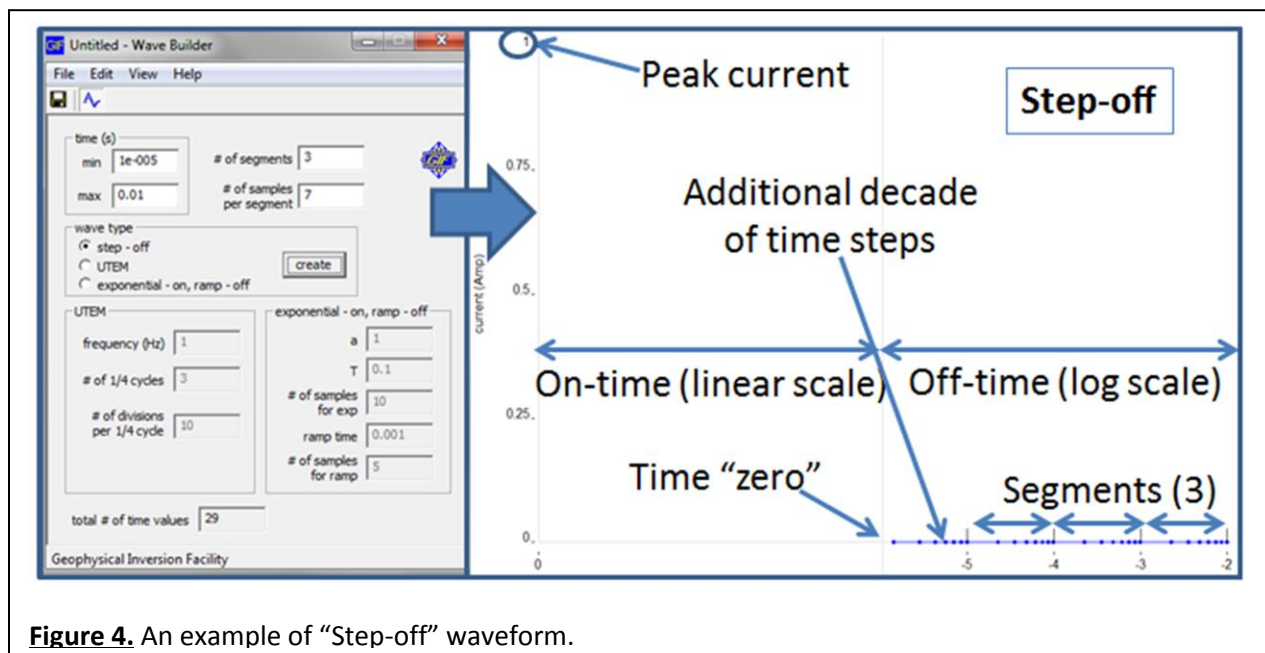 Untitled - Wave Builder
File Edit View Help
time (s)
min 1e-005
max 0.01
# of segments 3
# of samples
per segment 7
GIF
wave type
step - off
UTEM
exponential - on, ramp - off
create
UTEM
frequency (Hz) 1
# of 1/4 cycles 3
# of divisions
per 1/4 cycle 10
exponential - on, ramp - off
a 1
T 0.1
# of samples
for exp 10
ramp time 0.001
# of samples
for ramp 5
total # of time values 29
Geophysical Inversion Facility
1
Peak current
Step-off
0.75
Additional decade
of time steps
current (Amp)
0.5
On-time (linear scale)
Off-time (log scale)
0.25
Time “zero”
Segments (3)
0.
0
-5
-4
-3
-2
Figure 4. An example of “Step-off” waveform.